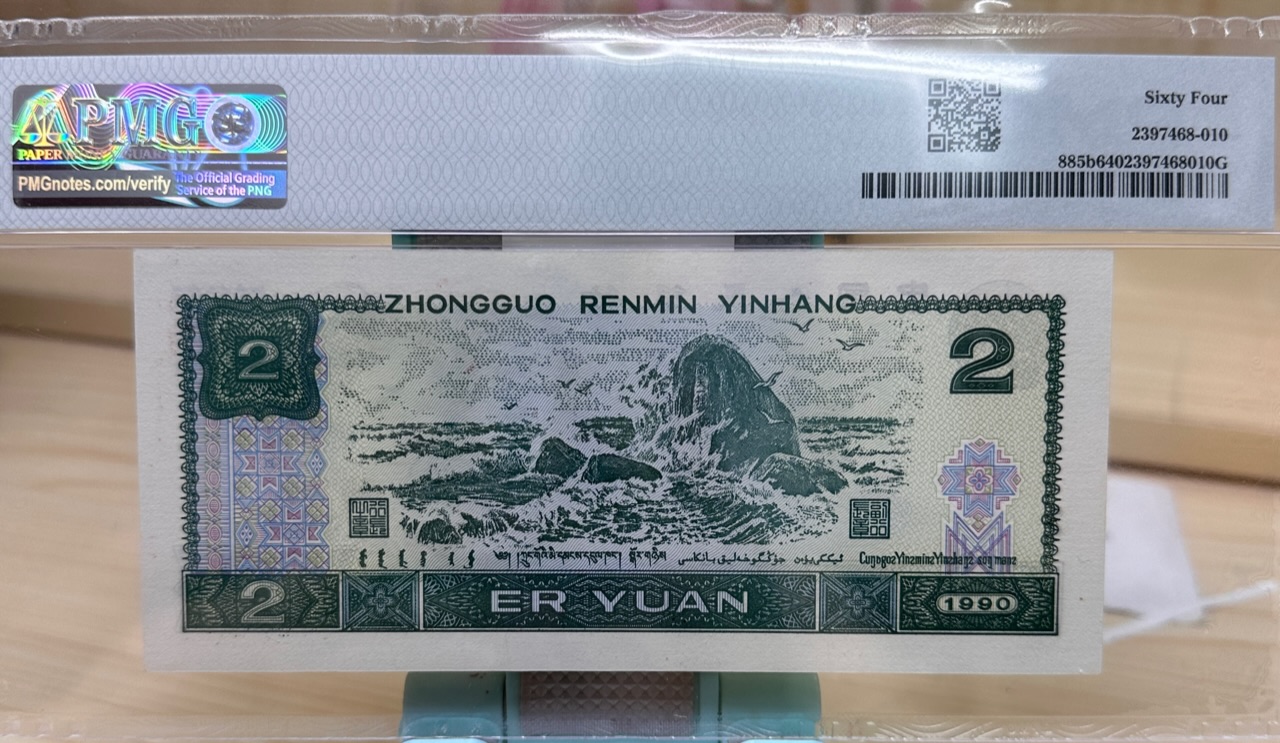 PMG
PAPER MONEY GUARANTY
PMGnotes.com/verify
The Official Grading
Service of the PNG
Sixty Four
2397468-010
885b6402397468010G
ZHONGGUO RENMIN YINHANG
2
2
2
ER YUAN
1990